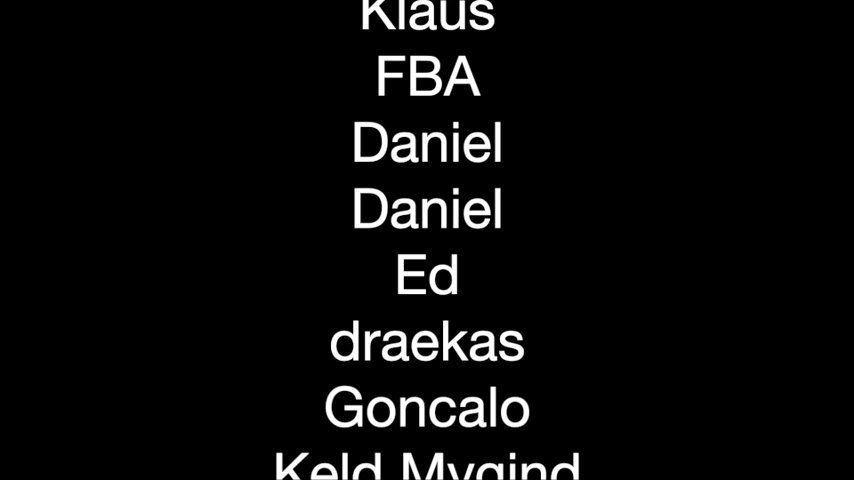 Klaus
FBA
Daniel
Daniel
Ed
draekas
Goncalo
Keld Mygind